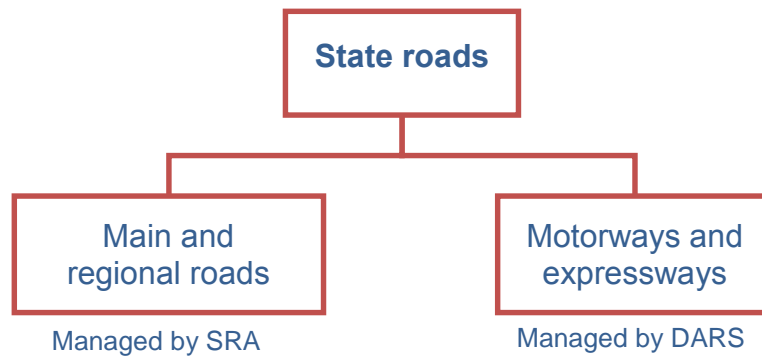 State roads
Main and
regional roads
Managed by SRA
Motorways and
expressways
Managed by DARS